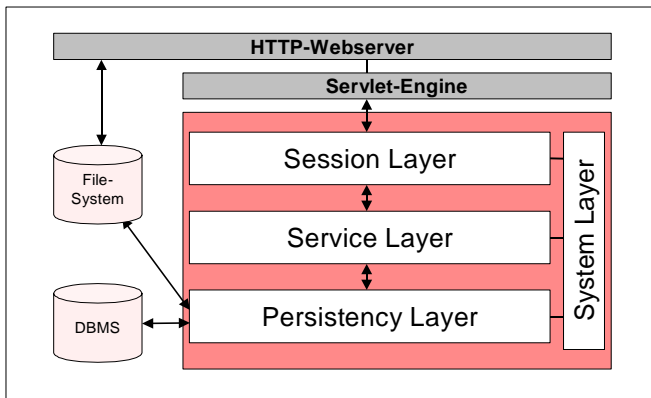 HTTP-Webserver
Servlet-Engine
Session Layer
File-
System
Service Layer
System Layer
Persistency Layer
DBMS